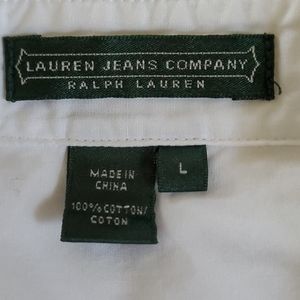 LAUREN JEANS COMPANY
RALPH LAUREN
L
MADE IN
CHINA
100% COTTON/
COTON